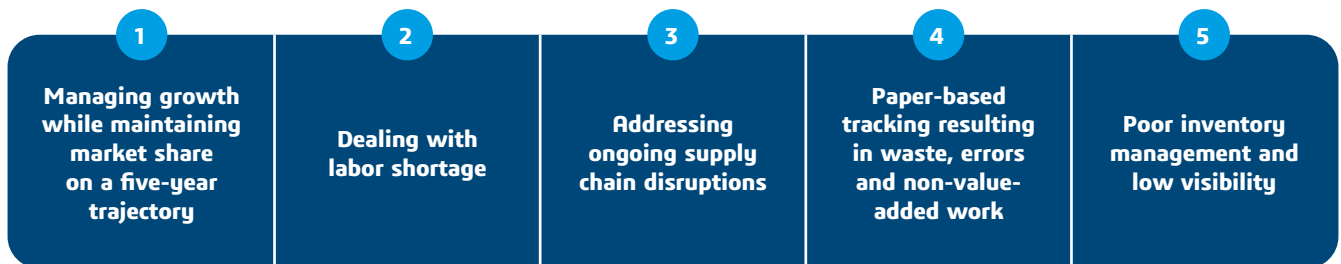 1
Managing growth
while maintaining
market share
on a five-year
trajectory
2
Dealing with
labor shortage
3
Addressing
ongoing supply
chain disruptions
4
Paper-based
tracking resulting
in waste, errors
and non-value-
added work
5
Poor inventory
management and
low visibility